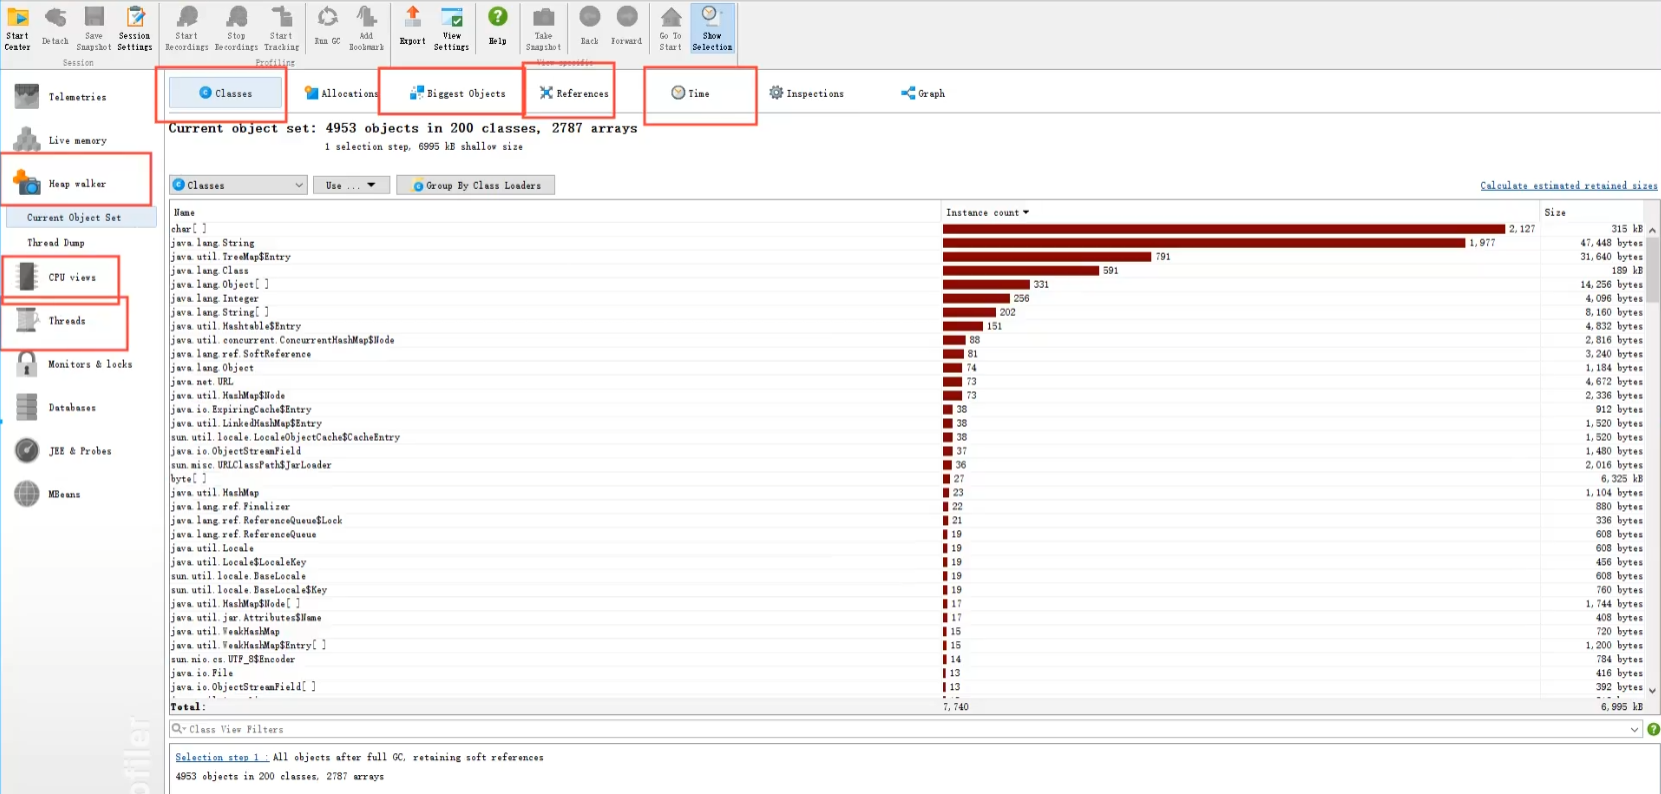 Start Center
Detach
Save Snapshot
Session Settings
Start Recordings
Stop Recordings
Start Tracking
Run GC
Add Bookmark
Export
View Settings
Help
Take Snapshot
Back
Forward
Go To Start
Show Selection
Session
Profiling
View specific
Telemetries
Live memory
Heap walker
Current Object Set
Thread Dump
CPU views
Threads
Monitors & locks
Databases
JEE & Probes
MBeans
ofiler
Classes
Allocations
Biggest Objects
References
Time
Inspections
Graph
Current object set: 4953 objects in 200 classes, 2787 arrays
1 selection step, 6995 kB shallow size
Classes
Use ...
Group By Class Loaders
Calculate estimated retained sizes
Name Instance count Size
char[ ] 2,127 315 kB
java.lang.String 1,977 47,448 bytes
java.util.TreeMap$Entry 791 31,640 bytes
java.lang.Class 591 189 kB
java.lang.Object[ ] 331 14,256 bytes
java.lang.Integer 256 4,096 bytes
java.lang.String[ ] 202 8,160 bytes
java.util.Hashtable$Entry 151 4,832 bytes
java.util.concurrent.ConcurrentHashMap$Node 88 2,816 bytes
java.lang.ref.SoftReference 81 3,240 bytes
java.lang.Object 74 1,184 bytes
java.net.URL 73 4,672 bytes
java.util.HashMap$Node 73 2,336 bytes
java.io.ExpiringCache$Entry 38 912 bytes
java.util.LinkedHashMap$Entry 38 1,520 bytes
sun.util.locale.LocaleObjectCache$CacheEntry 38 1,520 bytes
java.io.ObjectStreamField 37 1,480 bytes
sun.misc.URLClassPath$JarLoader 36 2,016 bytes
byte[ ] 27 6,325 kB
java.util.HashMap 23 1,104 bytes
java.lang.ref.Finalizer 22 880 bytes
java.lang.ref.ReferenceQueue$Lock 21 336 bytes
java.lang.ref.ReferenceQueue 19 608 bytes
java.util.Locale 19 608 bytes
java.util.Locale$LocaleKey 19 456 bytes
sun.util.locale.BaseLocale 19 608 bytes
sun.util.locale.BaseLocale$Key 19 760 bytes
java.util.HashMap$Node[ ] 17 1,744 bytes
java.util.jar.Attributes$Name 17 408 bytes
java.util.WeakHashMap 15 720 bytes
java.util.WeakHashMap$Entry[ ] 15 1,200 bytes
sun.nio.cs.UTF_8$Encoder 14 784 bytes
java.io.File 13 416 bytes
java.io.ObjectStreamField[ ] 13 392 bytes
Total: 7,740 6,995 kB
Class View Filters
Selection step 1 : All objects after full GC, retaining soft references
4953 objects in 200 classes, 2787 arrays